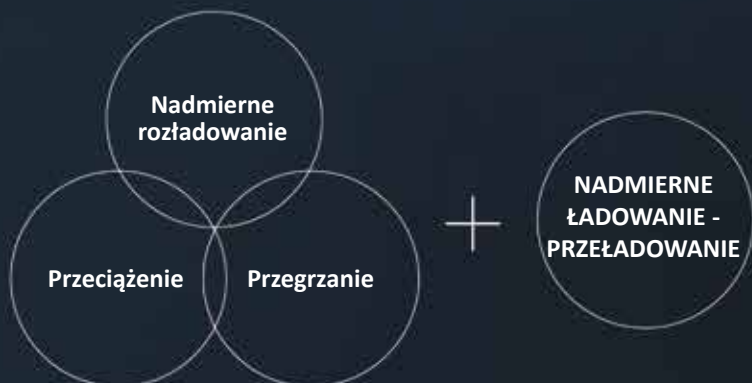 Nadmierne
rozładowanie
Przeciążenie
Przegrzanie
+
NADMIERNE
ŁADOWANIE -
PRZEŁADOWANIE